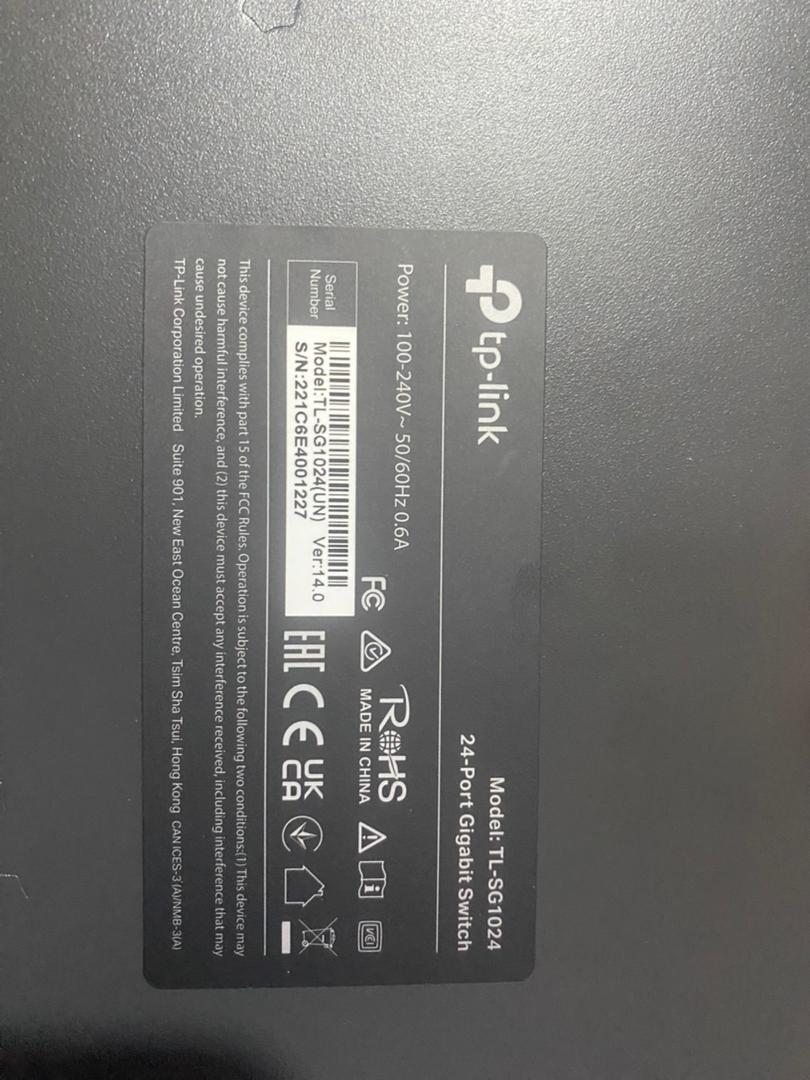 tp-link
Model: TL-SG1024
24-Port Gigabit Switch
Power: 100-240V~ 50/60Hz 0.6A
FC
RoHS
MADE IN CHINA
Serial
Number
Model:TL-SG1024(UN) Ver:14.0
S/N:221C6E4001227
EAC CE UK
CA
VCCI
This device complies with part 15 of the FCC Rules. Operation is subject to the following two conditions:(1) This device may
not cause harmful interference, and (2) this device must accept any interference received, including interference that may
cause undesired operation.
TP-Link Corporation Limited Suite 901, New East Ocean Centre, Tsim Sha Tsui, Hong Kong CAN ICES-3 (A)/NMB-3(A)